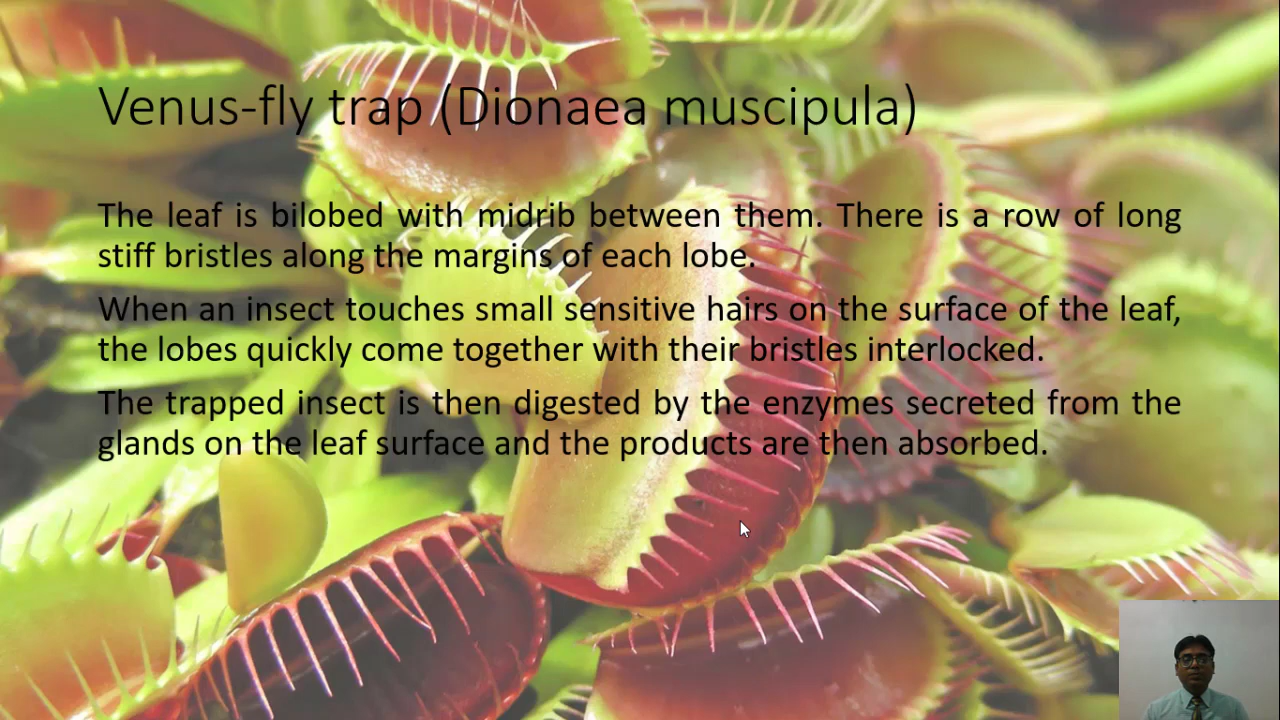 Venus-fly trap (Dionaea muscipula)
The leaf is bilobed with midrib between them. There is a row of long
stiff bristles along the margins of each lobe.
When an insect touches small sensitive hairs on the surface of the leaf,
the lobes quickly come together with their bristles interlocked.
The trapped insect is then digested by the enzymes secreted from the
glands on the leaf surface and the products are then absorbed.